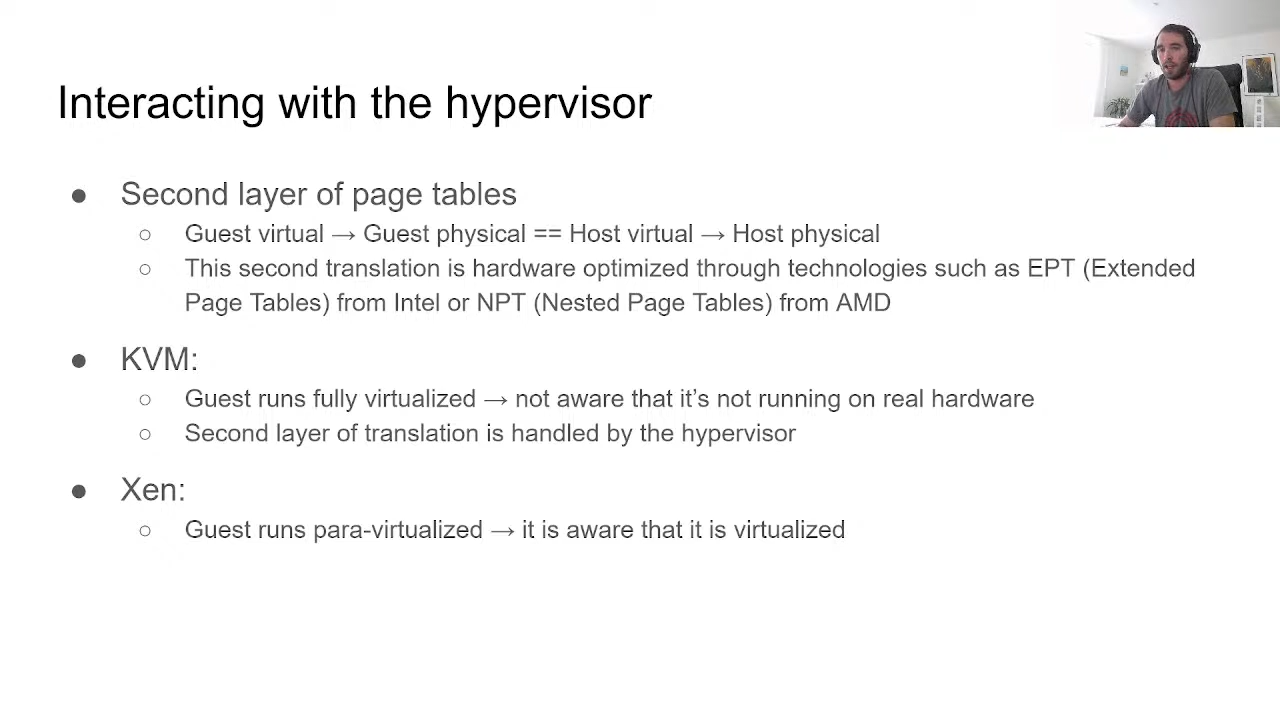 Interacting with the hypervisor
● Second layer of page tables
○ Guest virtual → Guest physical == Host virtual → Host physical
○ This second translation is hardware optimized through technologies such as EPT (Extended
Page Tables) from Intel or NPT (Nested Page Tables) from AMD
● KVM:
○ Guest runs fully virtualized → not aware that it’s not running on real hardware
○ Second layer of translation is handled by the hypervisor
● Xen:
○ Guest runs para-virtualized → it is aware that it is virtualized